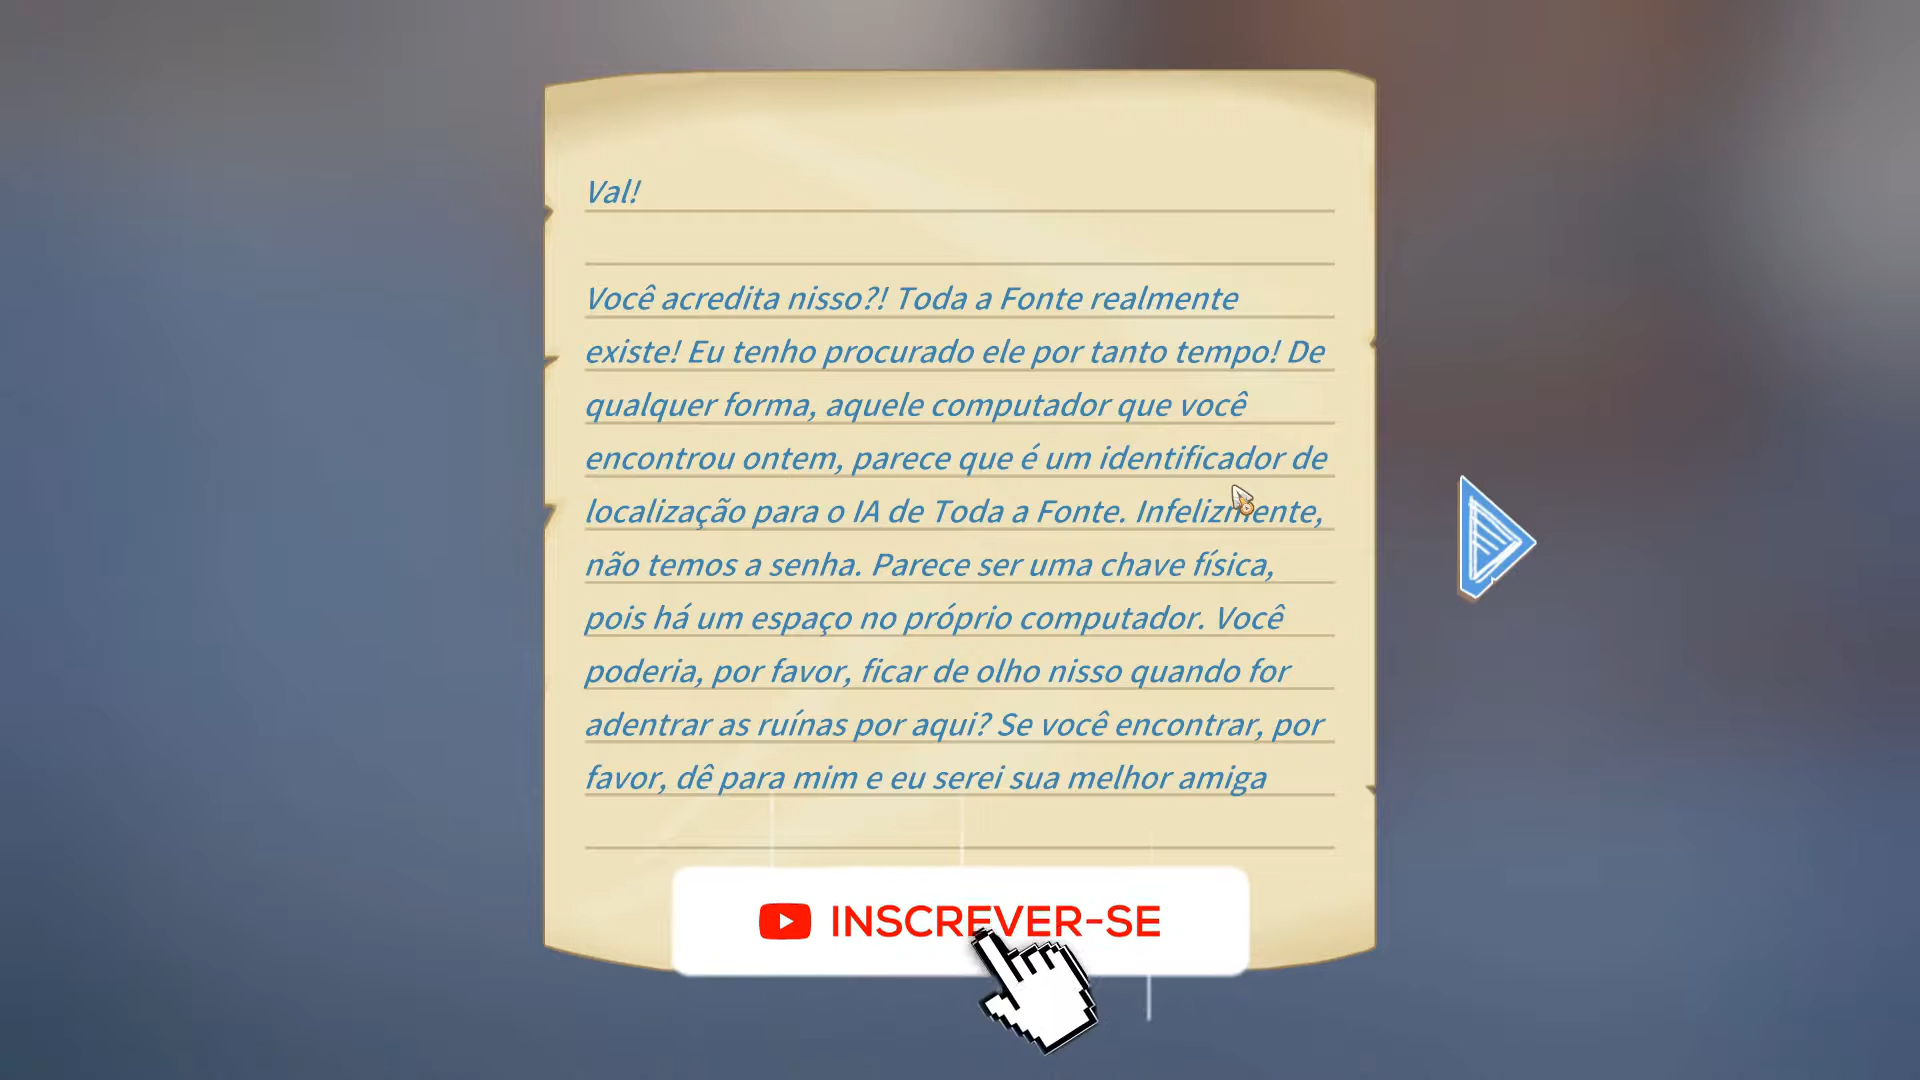 Val!
Você acredita nisso?! Toda a Fonte realmente
existe! Eu tenho procurado ele por tanto tempo! De
qualquer forma, aquele computador que você
encontrou ontem, parece que é um identificador de
localização para o IA de Toda a Fonte. Infelizmente,
não temos a senha. Parece ser uma chave física,
pois há um espaço no próprio computador. Você
poderia, por favor, ficar de olho nisso quando for
adentrar as ruínas por aqui? Se você encontrar, por
favor, dê para mim e eu serei sua melhor amiga
INSCREVER-SE